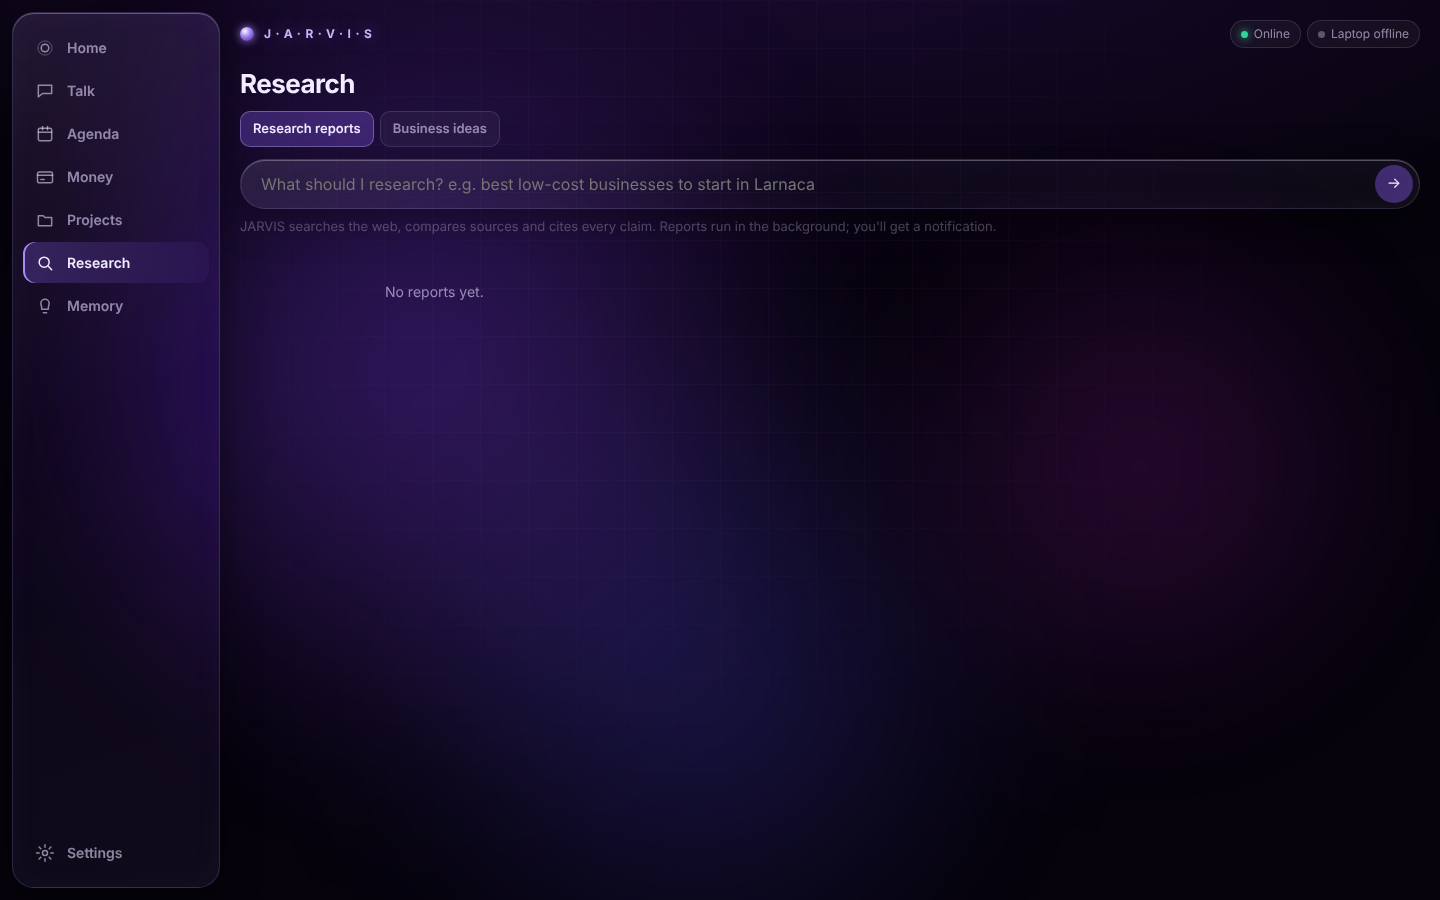 Home
Talk
Agenda
Money
Projects
Research
Memory
Settings
J·A·R·V·I·S
Online
Laptop offline
Research
Research reports
Business ideas
What should I research? e.g. best low-cost businesses to start in Larnaca
JARVIS searches the web, compares sources and cites every claim. Reports run in the background; you'll get a notification.
No reports yet.